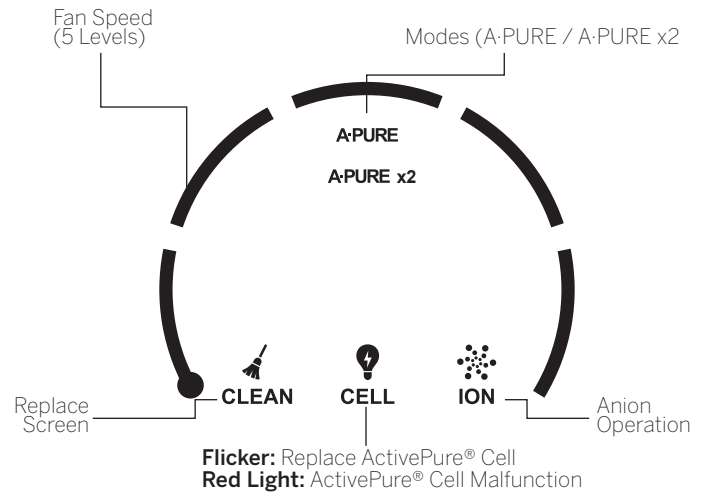 Fan Speed
(5 Levels)
Modes (A·PURE / A·PURE x2
A·PURE
A·PURE x2
CLEAN
CELL
ION
Replace
Screen
Anion
Operation
Flicker: Replace ActivePure® Cell
Red Light: ActivePure® Cell Malfunction